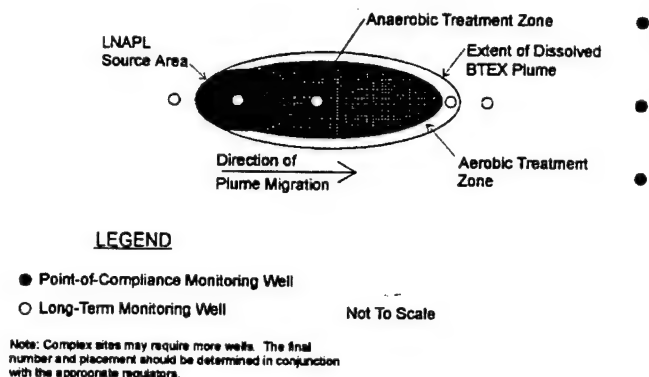 Anaerobic Treatment Zone
LNAPL
Source Area
Extent of Dissolved
BTEX Plume
Direction of
Plume Migration
Aerobic Treatment
Zone
LEGEND
Point-of-Compliance Monitoring Well
Long-Term Monitoring Well
Not To Scale
Note: Complex sites may require more wells. The final
number and placement should be determined in conjunction
with the appropriate regulators.